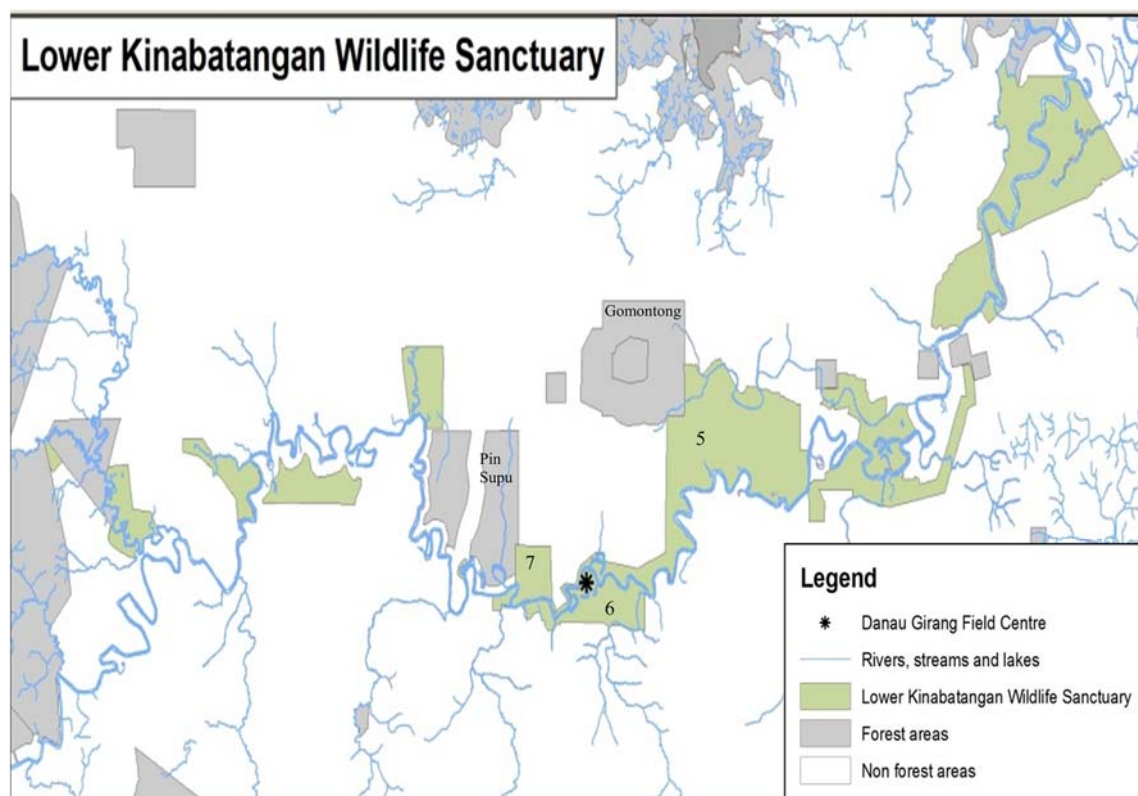 Lower Kinabatangan Wildlife Sanctuary
Gomontong
5
Pin
Supu
7
6
Legend
Danau Girang Field Centre
Rivers, streams and lakes
Lower Kinabatangan Wildlife Sanctuary
Forest areas
Non forest areas